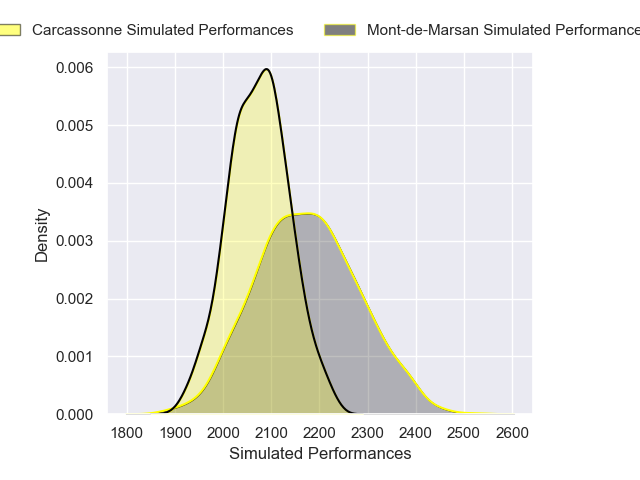 Carcassonne Simulated Performances
Mont-de-Marsan Simulated Performance
0.006
0.005
0.004
0.003
0.002
0.001
0.000
Density
1800 1900 2000 2100 2200 2300 2400 2500 2600
Simulated Performances